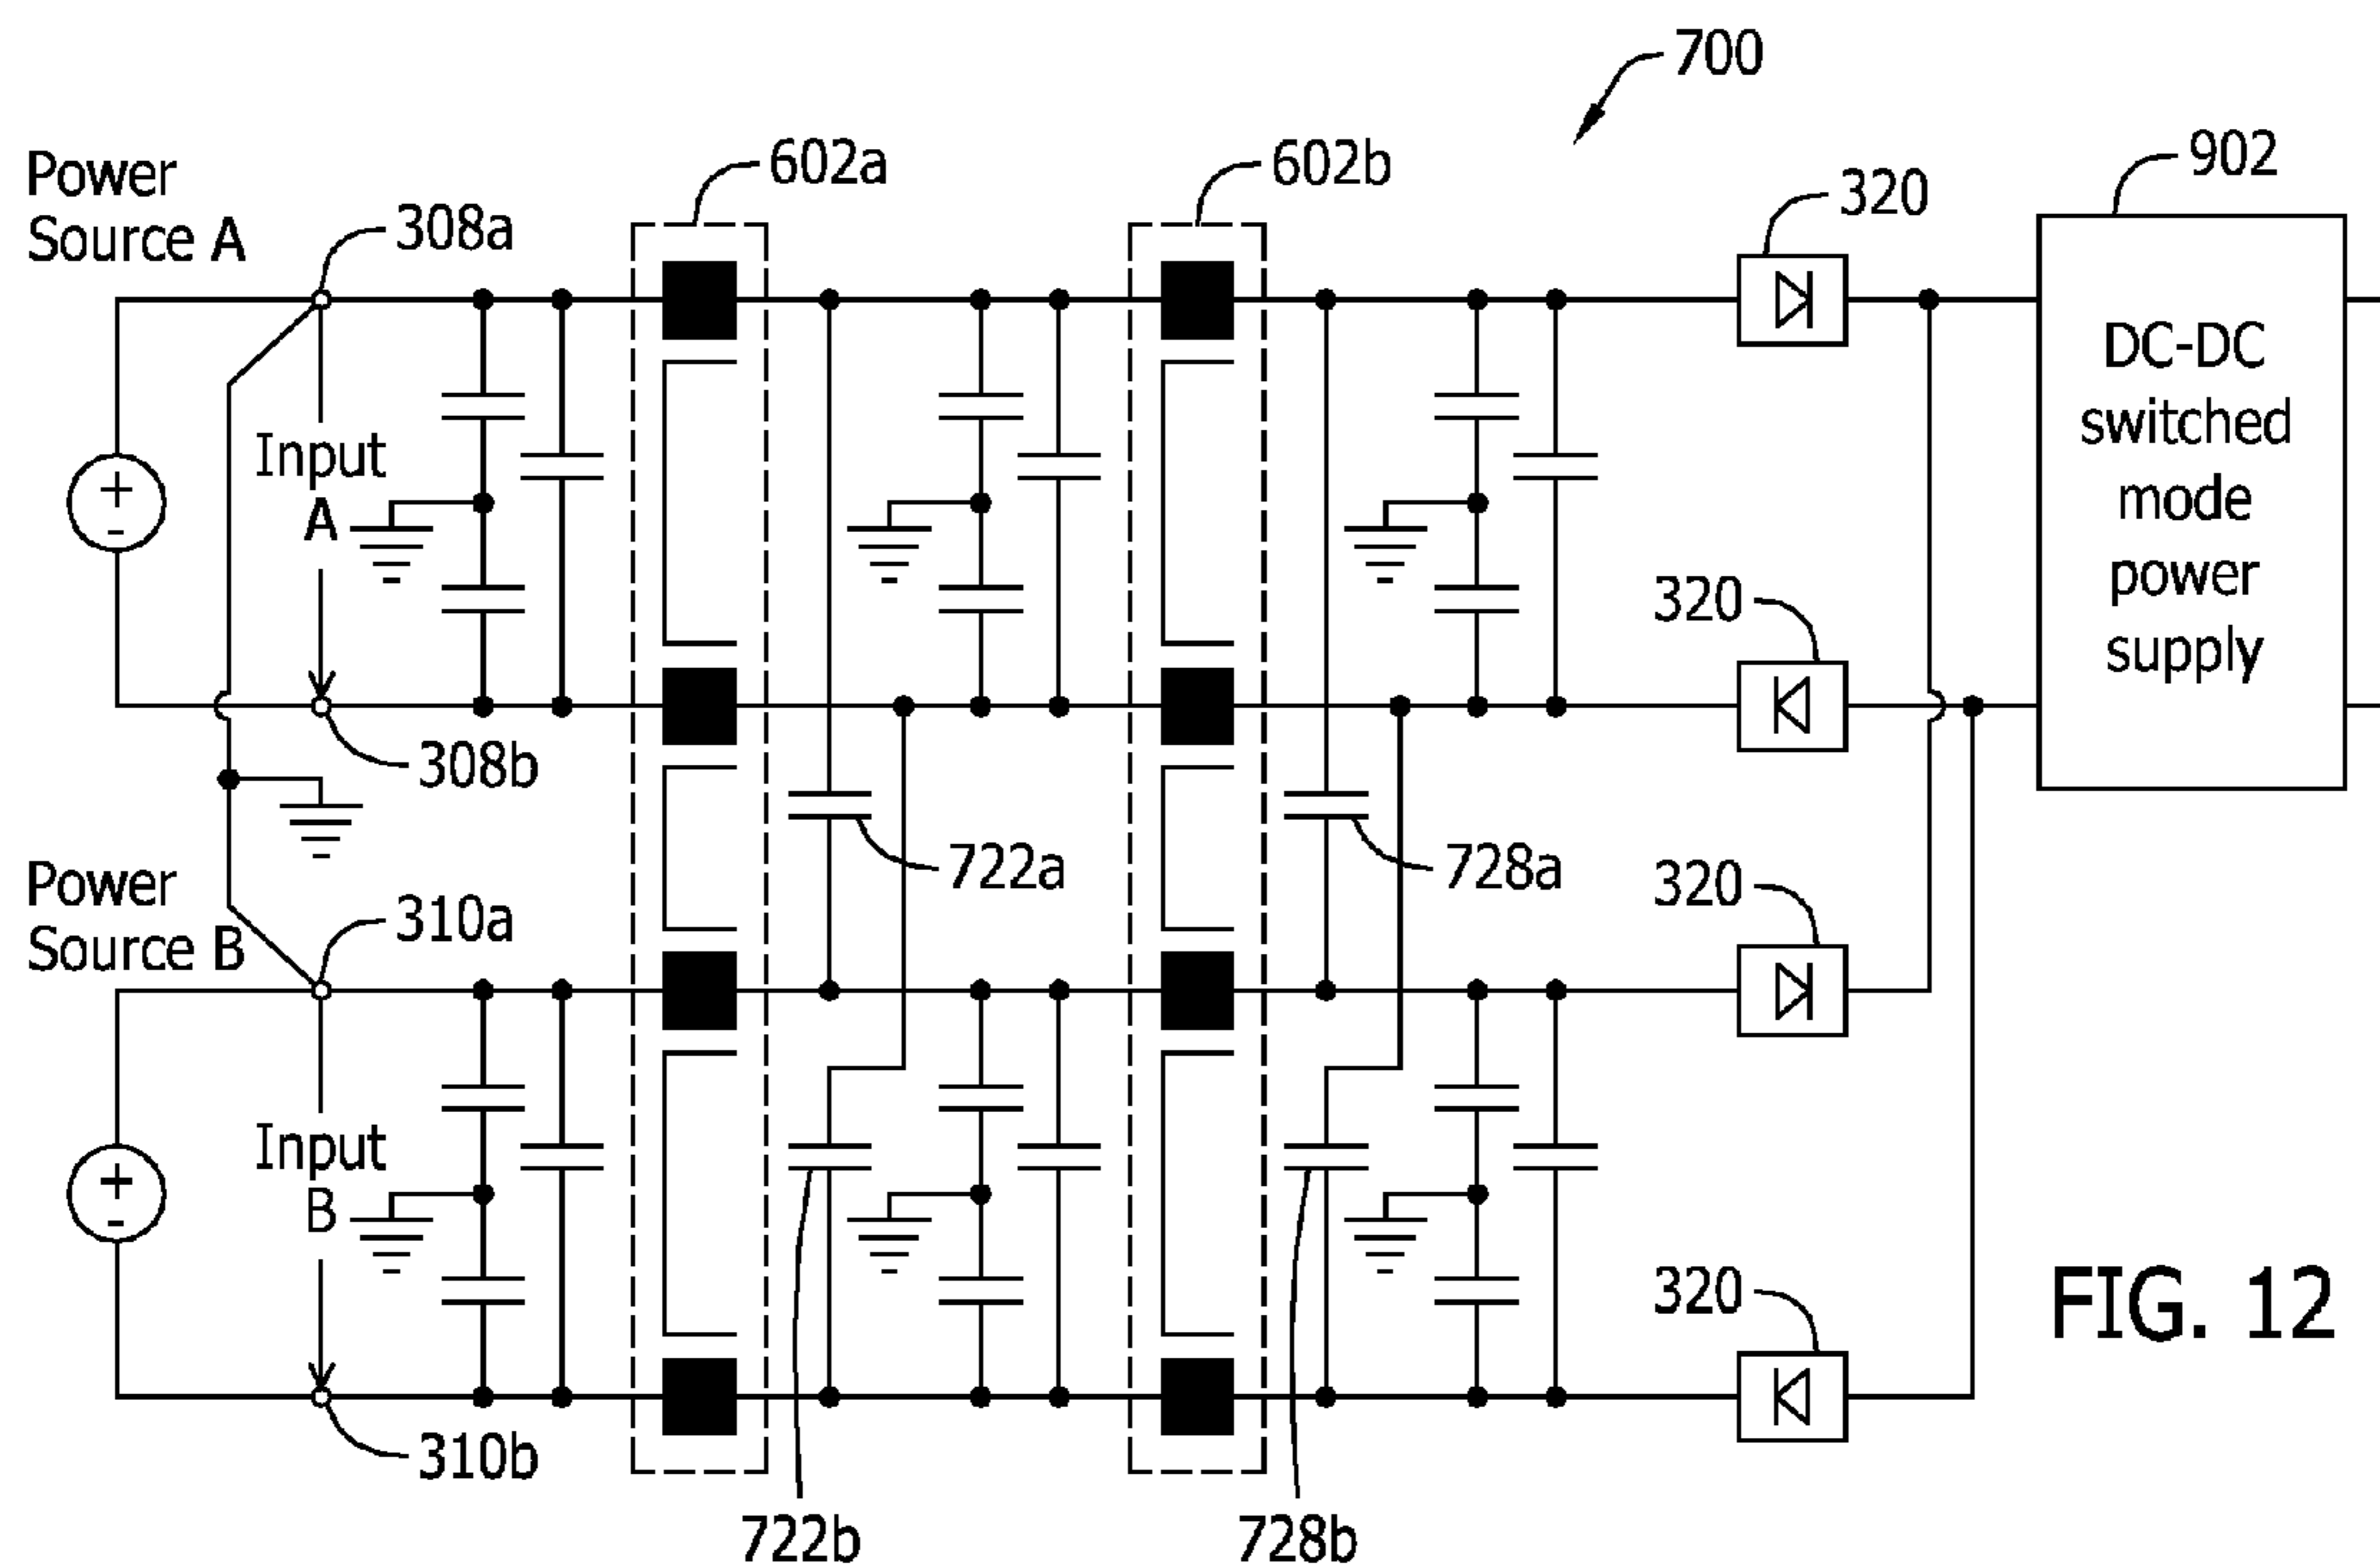 700
602a
602b
902
320
Power
Source A
308a
DC-DC
switched
mode
power
supply
Input
A
+
-
320
308b
722a
728a
320
Power
Source B
310a
Input
B
+
-
320
FIG. 12
310b
722b
728b